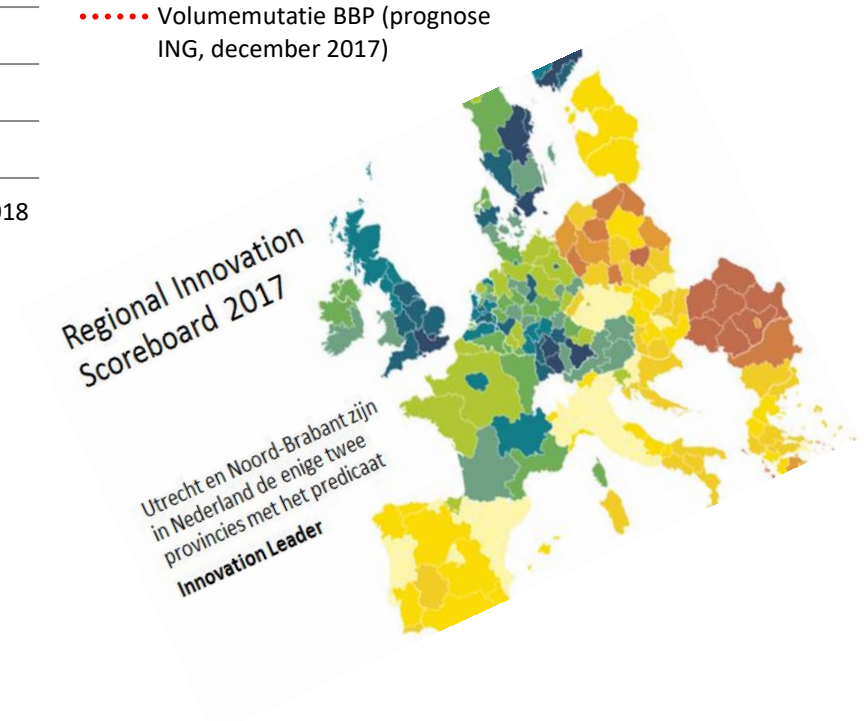 Volumemutatie BBP (prognose
ING, december 2017)
018
Regional Innovation
Scoreboard 2017
Utrecht en Noord-Brabant zijn
in Nederland de enige twee
provincies met het predicaat
Innovation Leader